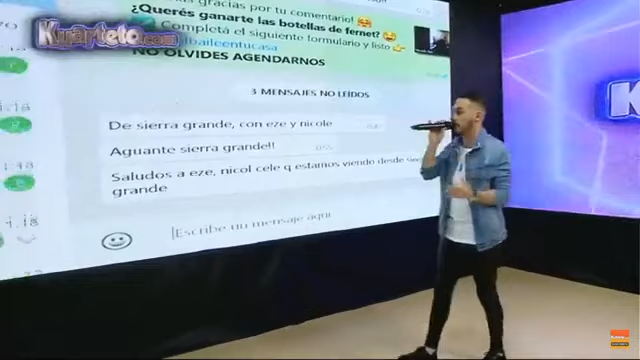 gracias por tu comentario!
¿Querés ganarte las botellas de fernet?
Completá el siguiente formulario y listo
albaileentucasa
NO OLVIDES AGENDARNOS
Kuarteto.com
3 MENSAJES NO LEÍDOS
De sierra grande, con eze y nicole
Aguante sierra grande!!
Saludos a eze, nicol cele q estamos viendo desde
grande
Escribe un mensaje aquí